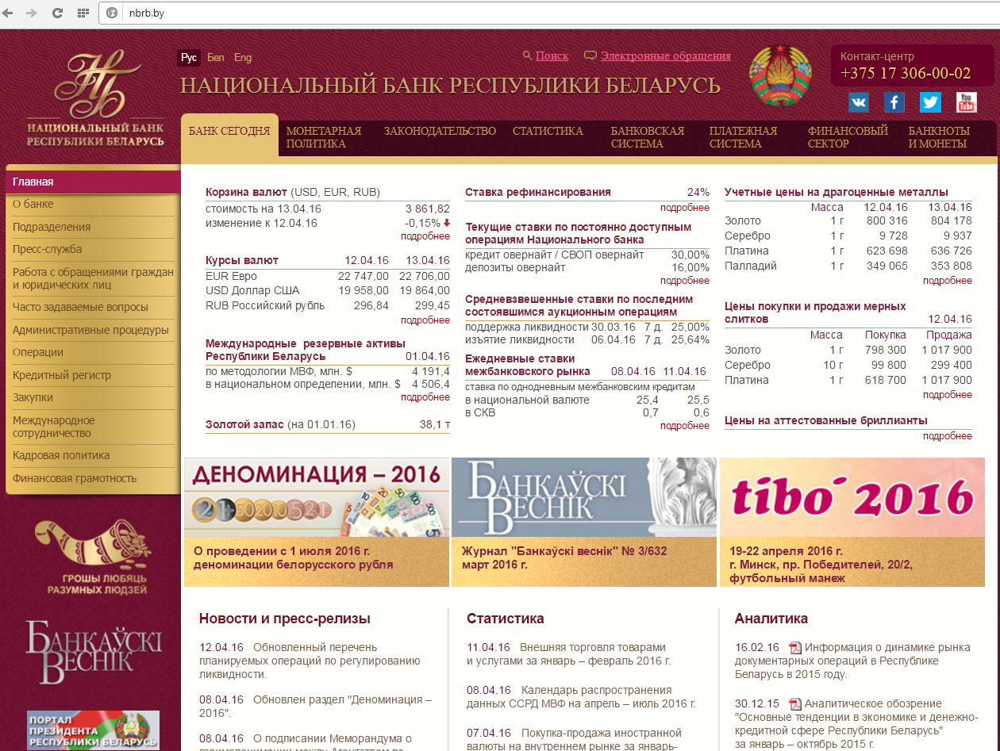 nbrb.by
Рус Бел Eng
Поиск
Электронные обращения
НАЦИОНАЛЬНЫЙ БАНК РЕСПУБЛИКИ БЕЛАРУСЬ
Контакт-центр
+375 17 306-00-02
НБ
НАЦИОНАЛЬНЫЙ БАНК
РЕСПУБЛИКИ БЕЛАРУСЬ
You
Tube
БАНК СЕГОДНЯ
МОНЕТАРНАЯ
ПОЛИТИКА
ЗАКОНОДАТЕЛЬСТВО
СТАТИСТИКА
БАНКОВСКАЯ
СИСТЕМА
ПЛАТЕЖНАЯ
СИСТЕМА
ФИНАНСОВЫЙ
СЕКТОР
БАНКНОТЫ
И МОНЕТЫ
Главная
О банке
Подразделения
Пресс-служба
Работа с обращениями граждан
и юридических лиц
Часто задаваемые вопросы
Административные процедуры
Операции
Кредитный регистр
Закупки
Международное
сотрудничество
Кадровая политика
Финансовая грамотность
ГРОШЫ ЛЮБЯЦЬ
РАЗУМНЫХ ЛЮДЗЕЙ
БАНКАЎСКІ
ВЕСНІК
ПОРТАЛ
ПРЕЗИДЕНТА
РЕСПУБЛИКИ БЕЛАРУСЬ
Корзина валют (USD, EUR, RUB)
стоимость на 13.04.16 3 861,82
изменение к 12.04.16 -0,15%
подробнее
Курсы валют 12.04.16 13.04.16
EUR Евро 22 747,00 22 706,00
USD Доллар США 19 958,00 19 864,00
RUB Российский рубль 296,84 299,45
подробнее
Международные резервные активы
Республики Беларусь 01.04.16
по методологии МВФ, млн. $ 4 191,4
в национальном определении, млн. $ 4 506,4
подробнее
Золотой запас (на 01.01.16) 38,1 т
Ставка рефинансирования 24%
подробнее
Текущие ставки по постоянно доступным
операциям Национального банка
кредит овернайт / СВОП овернайт 30,00%
депозиты овернайт 16,00%
подробнее
Средневзвешенные ставки по последним
состоявшимся аукционным операциям
поддержка ликвидности 30.03.16 7 д. 25,00%
изъятие ликвидности 06.04.16 7 д. 25,64%
Ежедневные ставки
межбанковского рынка 08.04.16 11.04.16
ставка по однодневным межбанковским кредитам
в национальной валюте 25,4 25,5
в СКВ 0,7 0,6
подробнее
Учетные цены на драгоценные металлы
Масса 12.04.16 13.04.16
Золото 1 г 800 316 804 178
Серебро 1 г 9 728 9 937
Платина 1 г 623 698 636 726
Палладий 1 г 349 065 353 808
подробнее
Цены покупки и продажи мерных
слитков 12.04.16
Масса Покупка Продажа
Золото 1 г 798 300 1 017 900
Серебро 10 г 99 800 299 400
Платина 1 г 618 700 1 017 900
подробнее
Цены на аттестованные бриллианты
подробнее
ДЕНОМИНАЦИЯ – 2016
О проведении с 1 июля 2016 г.
деноминации белорусского рубля
БАНКАЎСКІ
ВЕСНІК
Журнал "Банкаўскі веснік" № 3/632
март 2016 г.
tibo´ 2016
19-22 апреля 2016 г.
г. Минск, пр. Победителей, 20/2,
футбольный манеж
Новости и пресс-релизы
12.04.16 Обновленный перечень
планируемых операций по регулированию
ликвидности.
08.04.16 Обновлен раздел "Деноминация –
2016".
08.04.16 О подписании Меморандума о
взаимопонимании между Агентством по
Статистика
11.04.16 Внешняя торговля товарами
и услугами за январь – февраль 2016 г.
08.04.16 Календарь распространения
данных ССРД МВФ на апрель – июль 2016 г.
07.04.16 Покупка-продажа иностранной
валюты на внутреннем рынке за январь-
Аналитика
16.02.16 Информация о динамике рынка
документарных операций в Республике
Беларусь в 2015 году.
30.12.15 Аналитическое обозрение
"Основные тенденции в экономике и денежно-
кредитной сфере Республики Беларусь"
за январь – октябрь 2015 г.